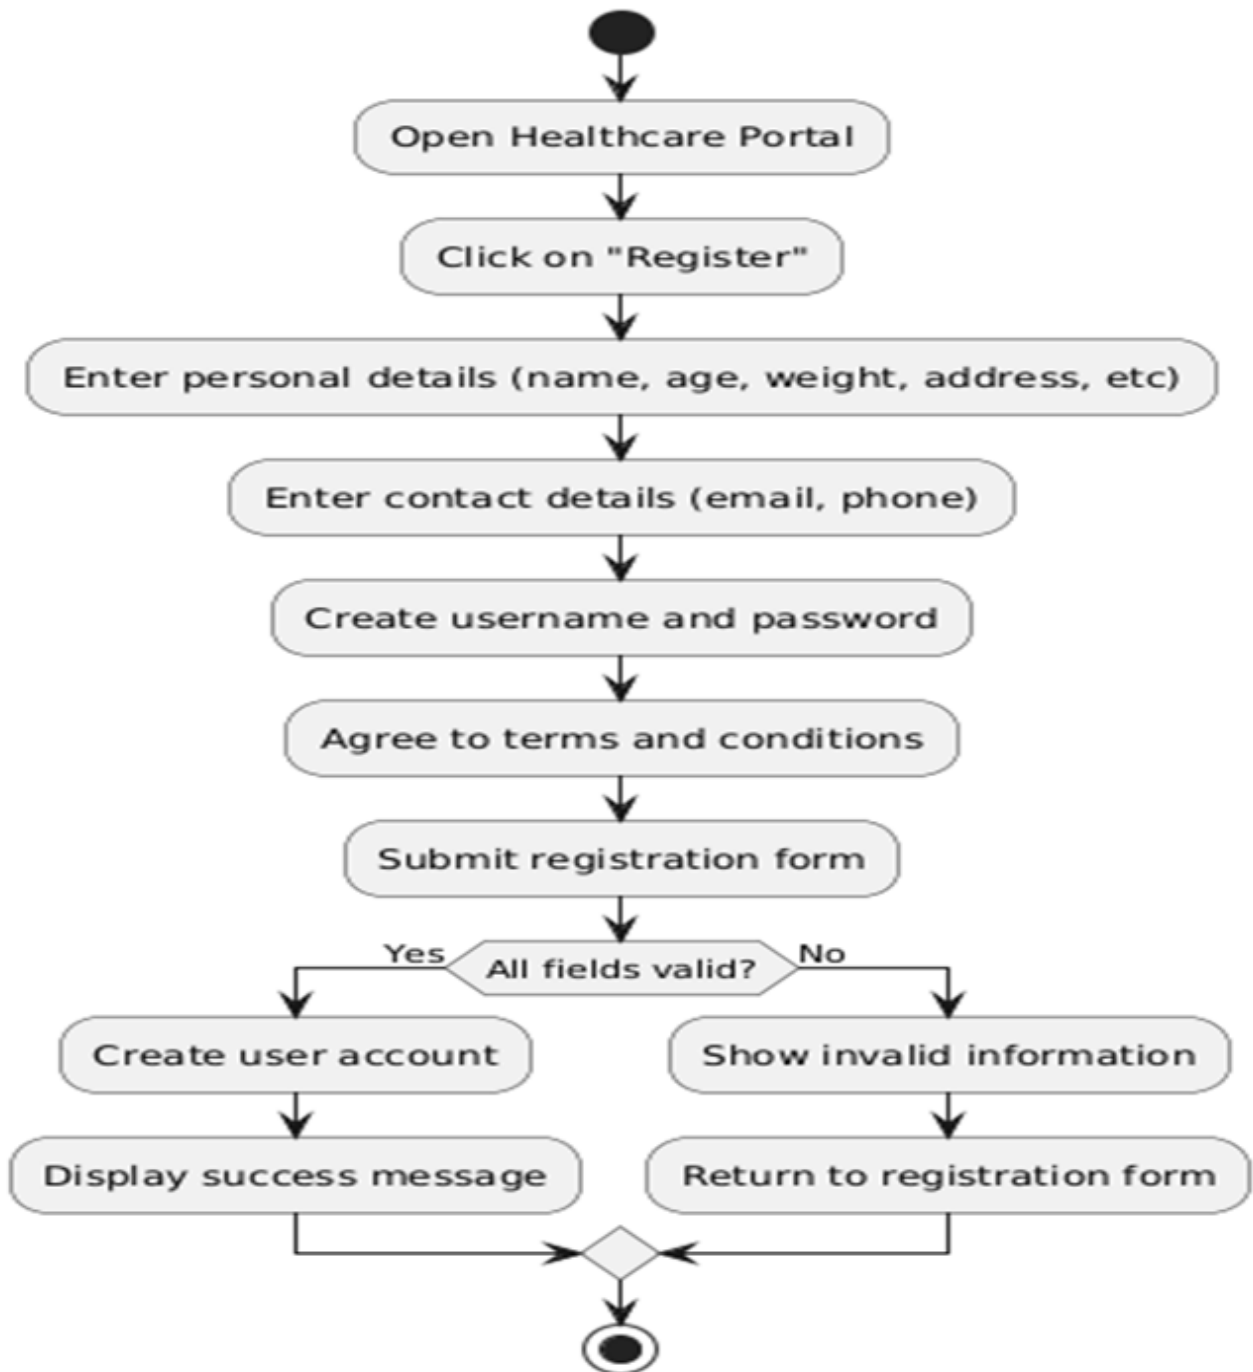 Open Healthcare Portal
Click on "Register"
Enter personal details (name, age, weight, address, etc)
Enter contact details (email, phone)
Create username and password
Agree to terms and conditions
Submit registration form
Yes
All fields valid?
No
Create user account
Show invalid information
Display success message
Return to registration form